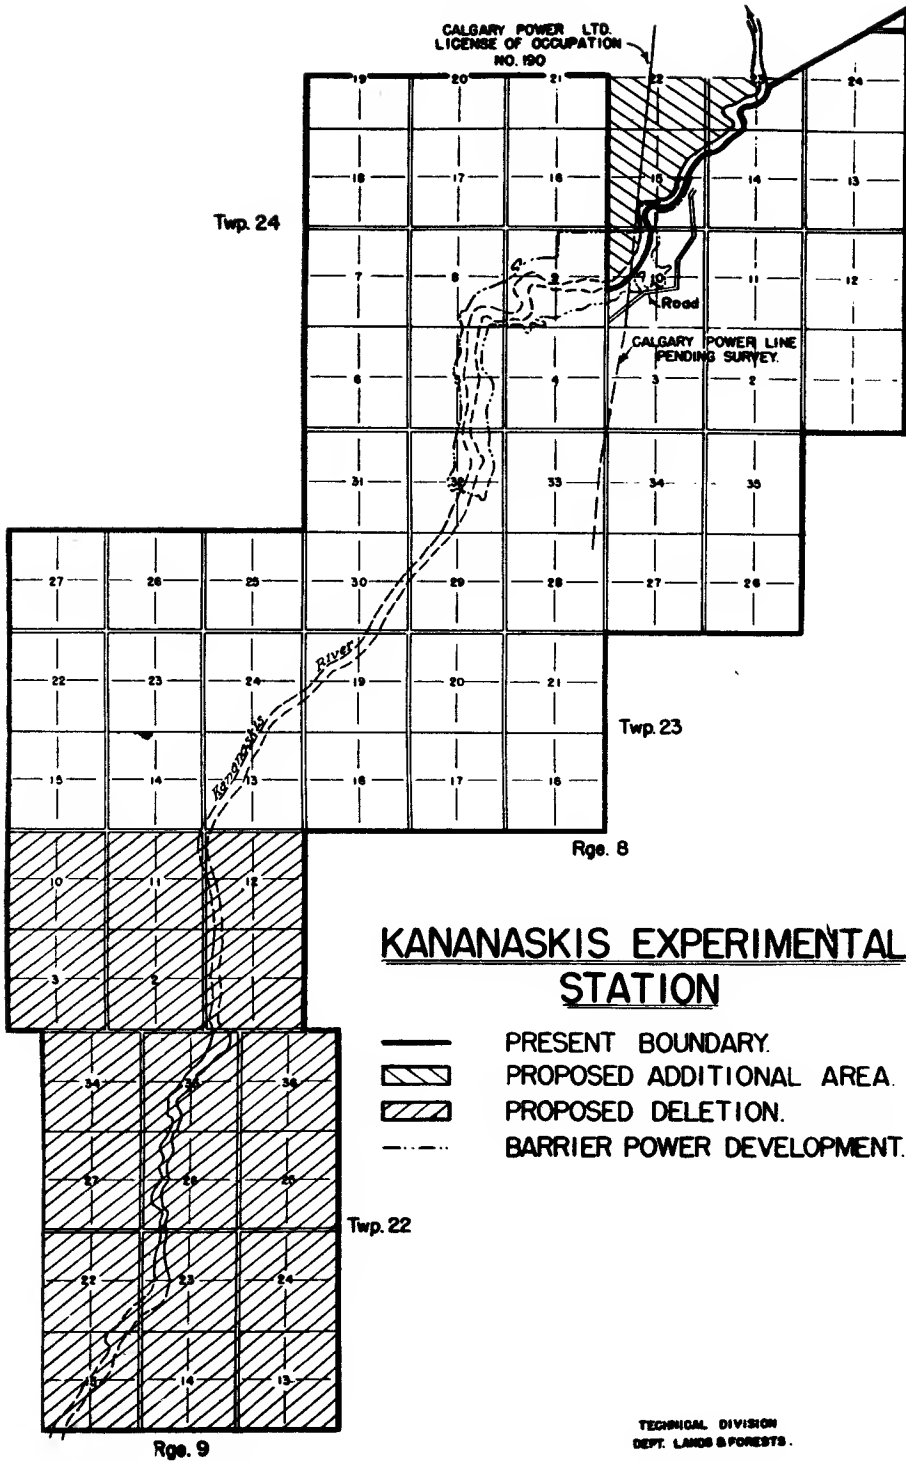 CALGARY POWER LTD.
LICENSE OF OCCUPATION
NO. 190
19 20 21 22 23 24
18 17 16 15 14 13
Twp. 24
7 8 9 10 11 12
Road
CALGARY POWER LINE
PENDING SURVEY.
6 5 4 3 2 1
31 32 33 34 35
27 26 25 30 29 28 27 26
River
22 23 24 19 20 21
Twp. 23
Kananaskis
15 14 13 18 17 16
Rge. 8
10 11 12
KANANASKIS EXPERIMENTAL
STATION
3 2 1
PRESENT BOUNDARY.
PROPOSED ADDITIONAL AREA.
PROPOSED DELETION.
BARRIER POWER DEVELOPMENT.
34 35 36
27 26 25
Twp. 22
22 23 24
15 14 13
Rge. 9
TECHNICAL DIVISION
DEPT. LANDS & FORESTS.